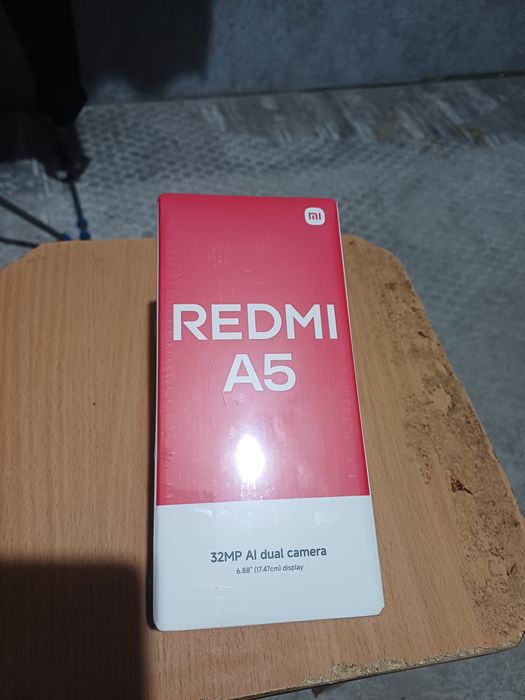 mi
REDMI
A5
32MP AI dual camera
6.88" (17.47cm) display